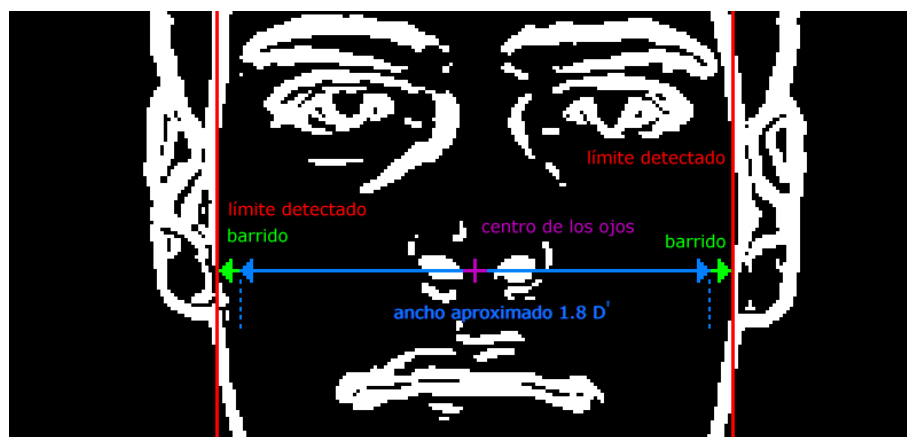 límite detectado
límite detectado
centro de los ojos
barrido
barrido
ancho aproximado 1.8 D'